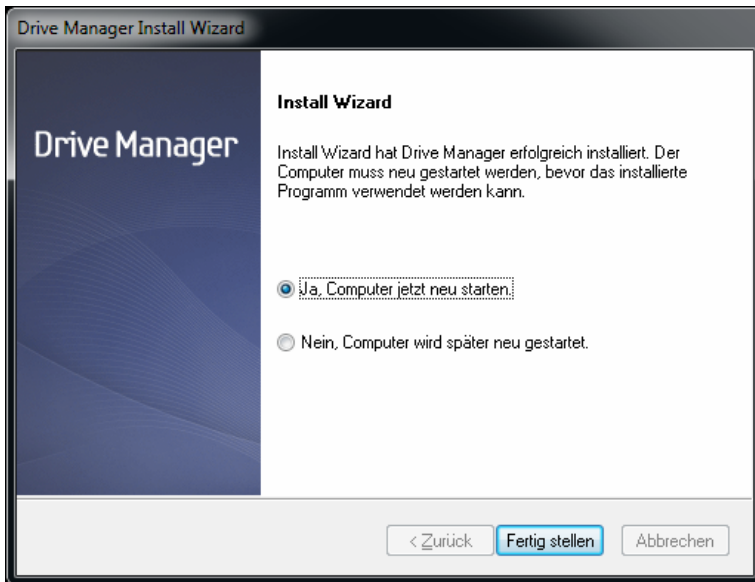 Drive Manager Install Wizard
Drive Manager
Install Wizard
Install Wizard hat Drive Manager erfolgreich installiert. Der
Computer muss neu gestartet werden, bevor das installierte
Programm verwendet werden kann.
Ja, Computer jetzt neu starten.
Nein, Computer wird später neu gestartet.
< Zurück Fertig stellen Abbrechen